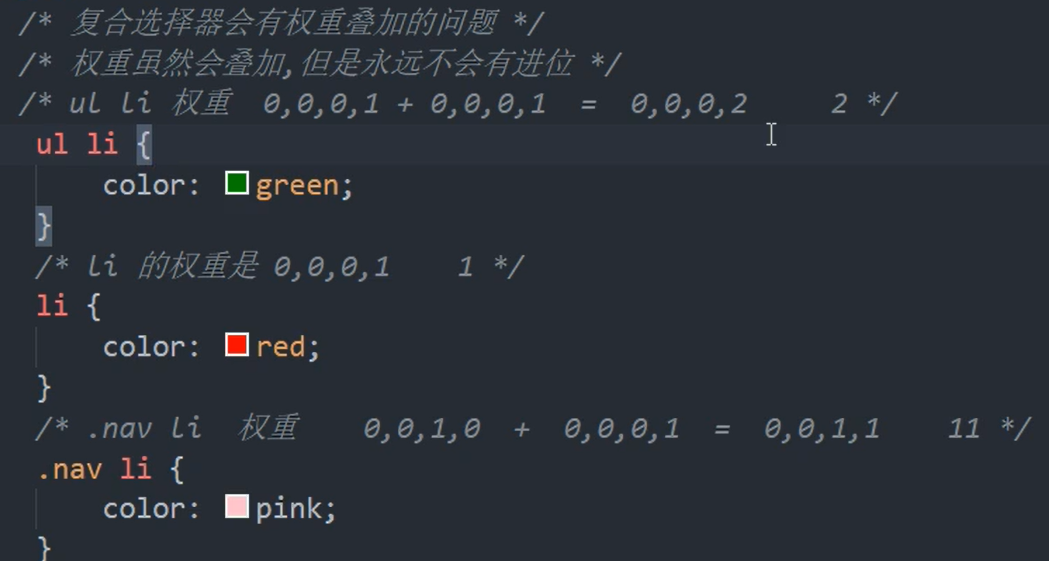 /* 复合选择器会有权重叠加的问题 */
/* 权重虽然会叠加,但是永远不会有进位 */
/* ul li 权重 0,0,0,1 + 0,0,0,1 = 0,0,0,2 2 */
ul li {
color: green;
}
/* li 的权重是 0,0,0,1 1 */
li {
color: red;
}
/* .nav li 权重 0,0,1,0 + 0,0,0,1 = 0,0,1,1 11 */
.nav li {
color: pink;
}